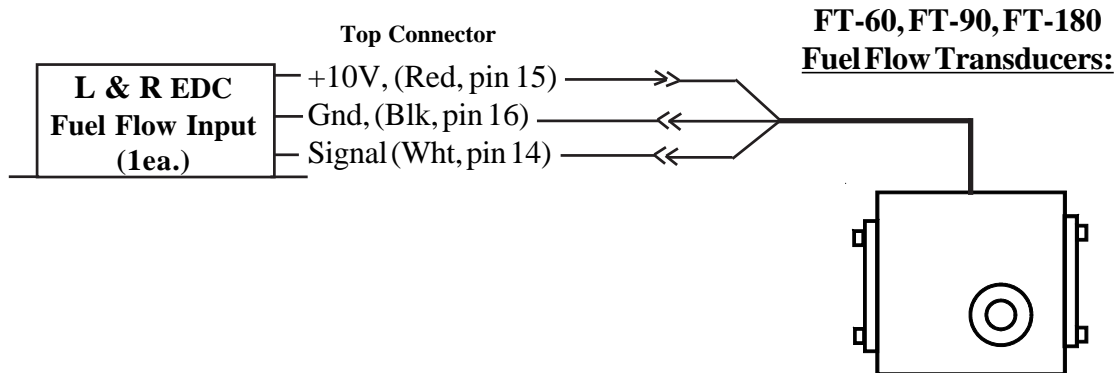 FT-60, FT-90, FT-180
Fuel Flow Transducers:
Top Connector
L & R EDC
Fuel Flow Input
(1ea.)
+10V, (Red, pin 15)
Gnd, (Blk, pin 16)
Signal (Wht, pin 14)